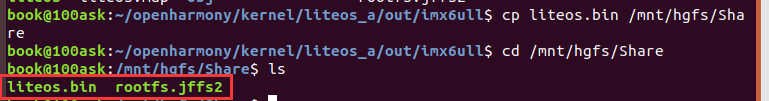 book@100ask:~/openharmony/kernel/liteos_a/out/imx6ull$ cp liteos.bin /mnt/hgfs/Sha
re
book@100ask:~/openharmony/kernel/liteos_a/out/imx6ull$ cd /mnt/hgfs/Share
book@100ask:/mnt/hgfs/Share$ ls
liteos.bin  rootfs.jffs2